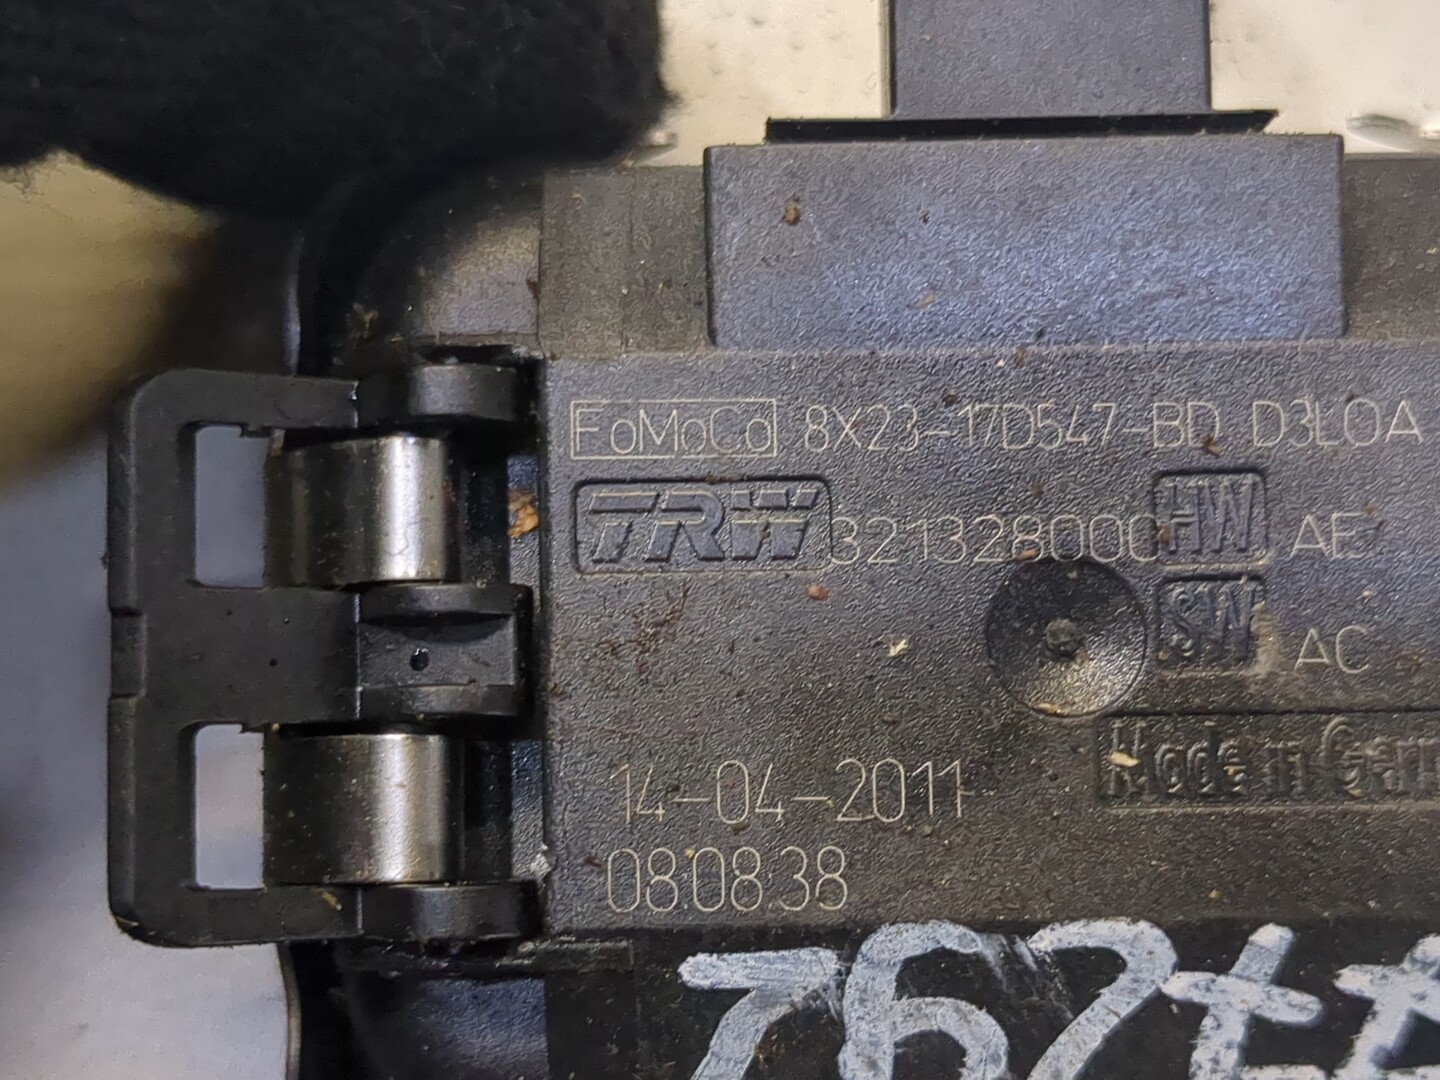 FoMoCo 8X23-17D547-BD D3LOA
TRW 321328000 HW AE
SW AC
Made in Germ
14-04-2011
08:08:38